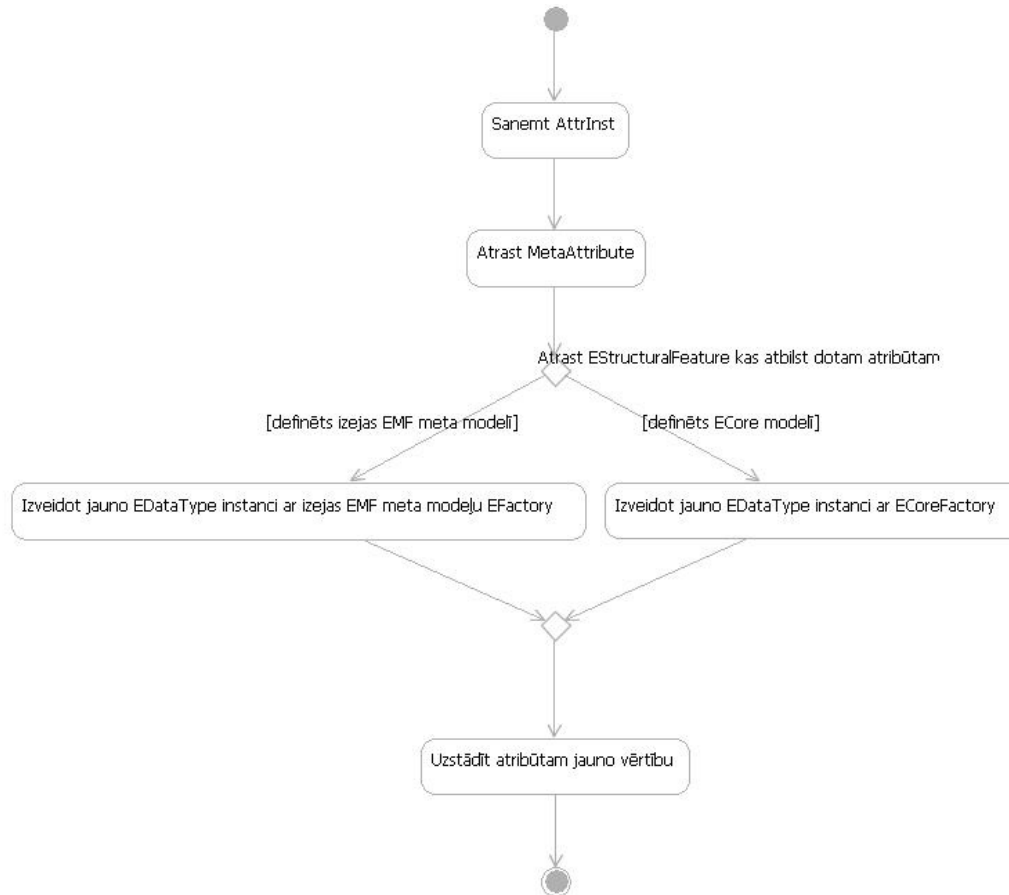 Sanemt AttrInst
Atrast MetaAttribute
Atrast EStructuralFeature kas atbilst dotam atribūtam
[definēts izejas EMF meta modelī]
[definēts ECore modelī]
Izveidot jauno EDataType instanci ar izejas EMF meta modeļu EFactory
Izveidot jauno EDataType instanci ar ECoreFactory
Uzstādīt atribūtam jauno vērtību